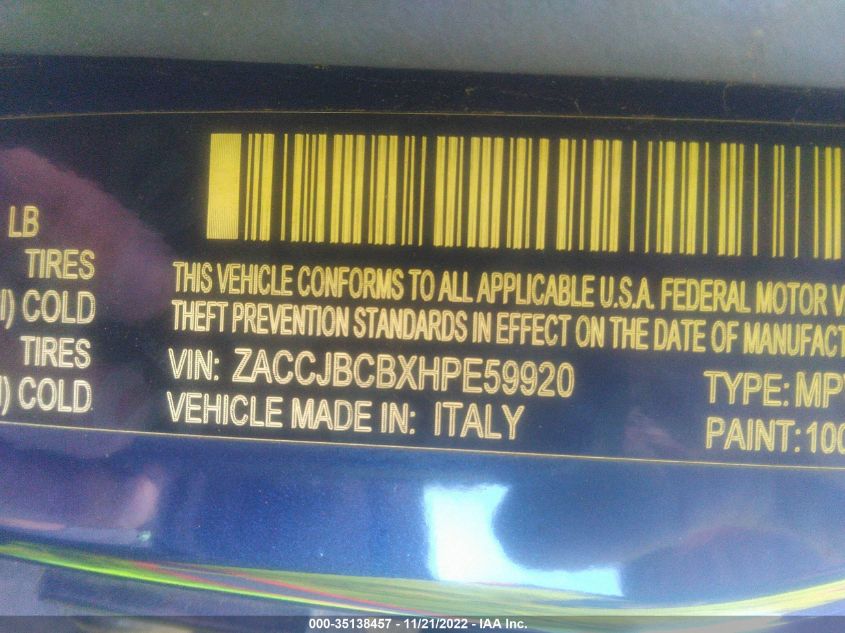 LB
TIRES
I) COLD
TIRES
I) COLD
THIS VEHICLE CONFORMS TO ALL APPLICABLE U.S.A. FEDERAL MOTOR V
THEFT PREVENTION STANDARDS IN EFFECT ON THE DATE OF MANUFACT
VIN: ZACCJBCBXHPE59920
TYPE: MP
VEHICLE MADE IN: ITALY
PAINT: 100
000-35138457 - 11/21/2022 - IAA Inc.